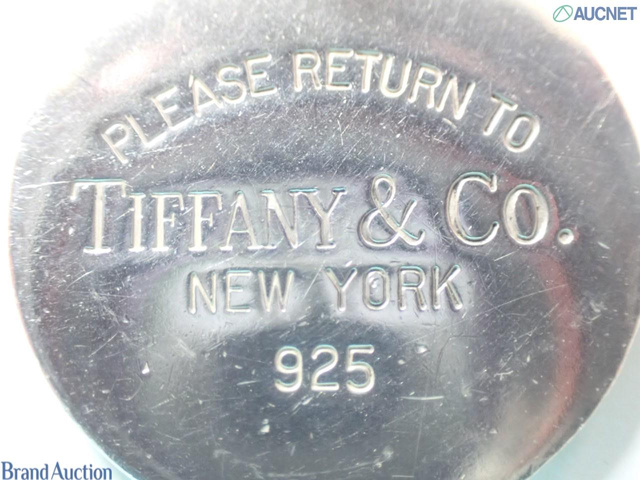 AUCNET
PLEASE RETURN TO
TIFFANY & CO.
NEW YORK
925
Brand Auction